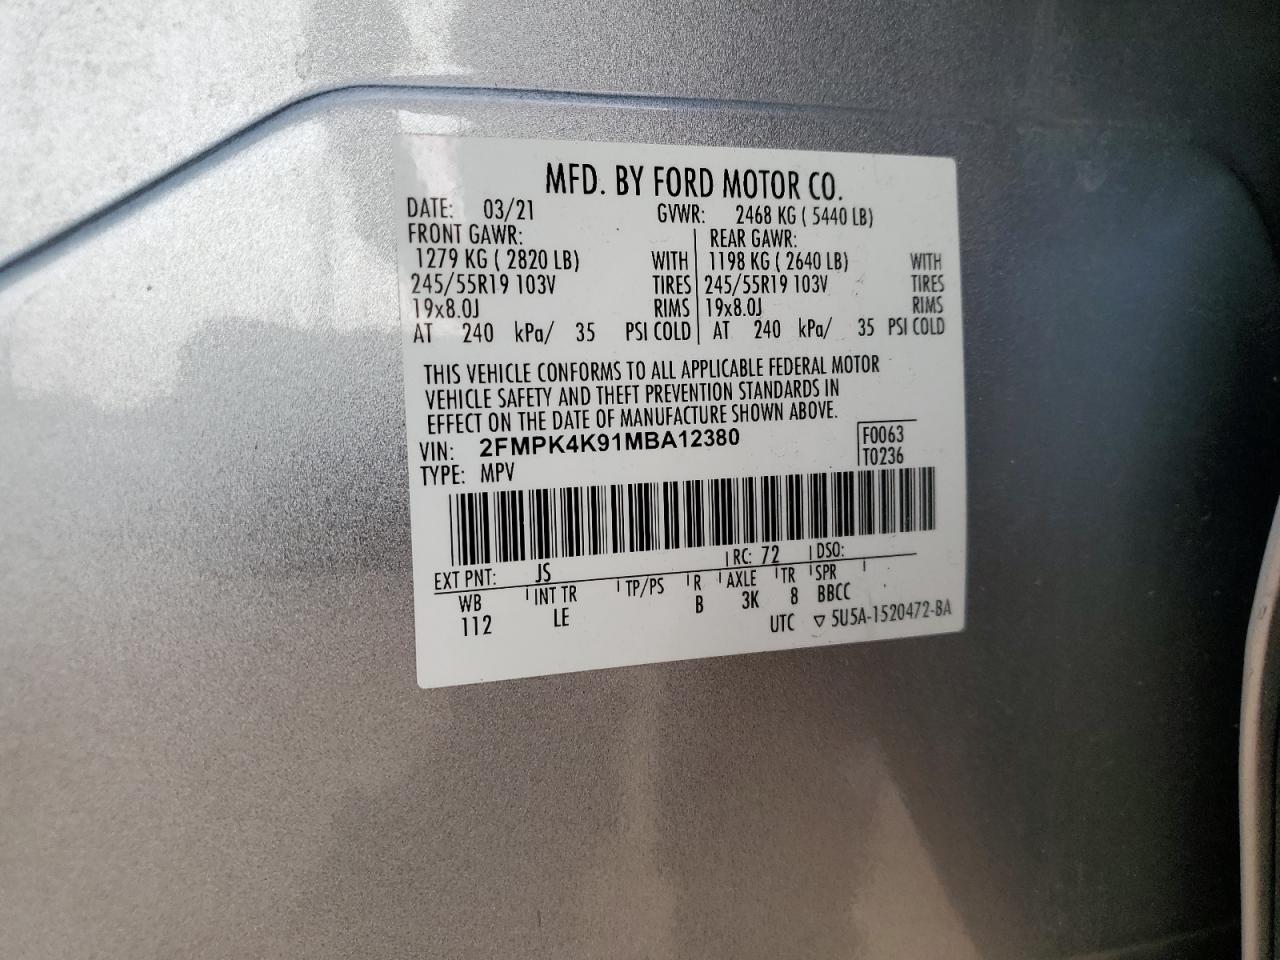 MFD. BY FORD MOTOR CO.
DATE: 03/21 GVWR: 2468 KG ( 5440 LB)
FRONT GAWR: REAR GAWR:
1279 KG ( 2820 LB) WITH 1198 KG ( 2640 LB) WITH
245/55R19 103V TIRES 245/55R19 103V TIRES
19x8.0J RIMS 19x8.0J RIMS
AT 240 kPa/ 35 PSI COLD AT 240 kPa/ 35 PSI COLD
THIS VEHICLE CONFORMS TO ALL APPLICABLE FEDERAL MOTOR
VEHICLE SAFETY AND THEFT PREVENTION STANDARDS IN
EFFECT ON THE DATE OF MANUFACTURE SHOWN ABOVE.
VIN: 2FMPK4K91MBA12380 F0063
TYPE: MPV T0236
EXT PNT: JS RC: 72 DSO:
WB INT TR TP/PS R AXLE TR SPR
112 LE B 3K 8 BBCC
UTC ▽ 5U5A-1520472-BA